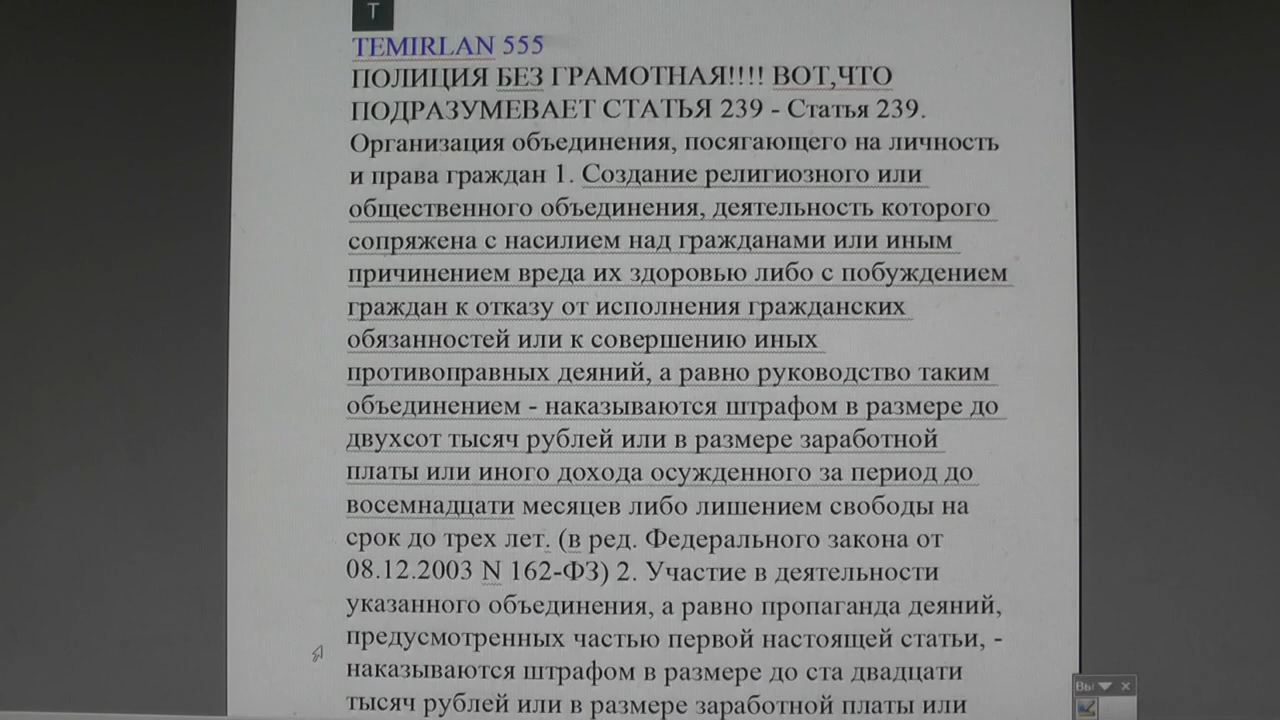 T
TEMIRLAN 555
ПОЛИЦИЯ БЕЗ ГРАМОТНАЯ!!!! ВОТ,ЧТО
ПОДРАЗУМЕВАЕТ СТАТЬЯ 239 - Статья 239.
Организация объединения, посягающего на личность
и права граждан 1. Создание религиозного или
общественного объединения, деятельность которого
сопряжена с насилием над гражданами или иным
причинением вреда их здоровью либо с побуждением
граждан к отказу от исполнения гражданских
обязанностей или к совершению иных
противоправных деяний, а равно руководство таким
объединением - наказываются штрафом в размере до
двухсот тысяч рублей или в размере заработной
платы или иного дохода осужденного за период до
восемнадцати месяцев либо лишением свободы на
срок до трех лет. (в ред. Федерального закона от
08.12.2003 N 162-ФЗ) 2. Участие в деятельности
указанного объединения, а равно пропаганда деяний,
предусмотренных частью первой настоящей статьи, -
наказываются штрафом в размере до ста двадцати
тысяч рублей или в размере заработной платы или
Вы